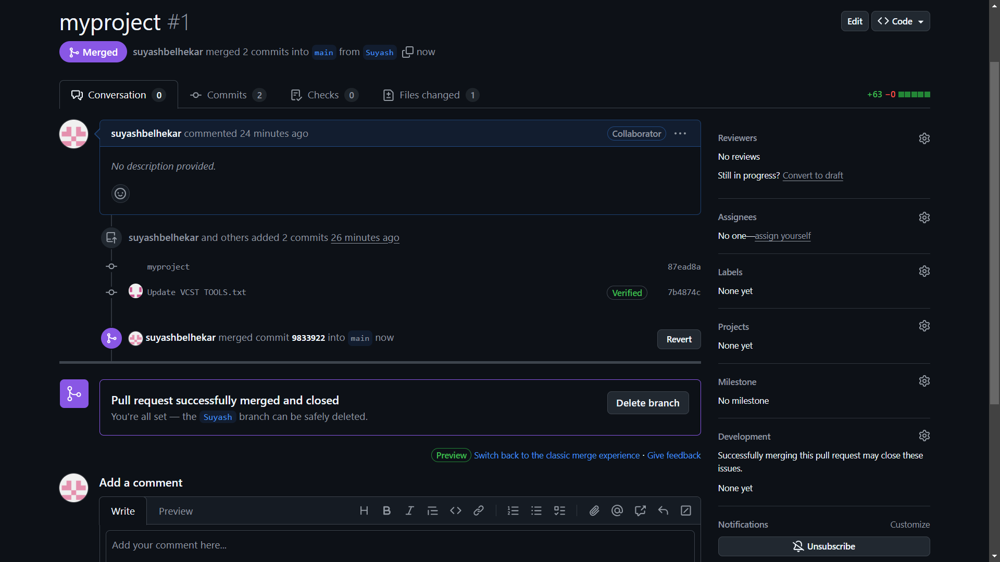 myproject #1
Edit
Code
Merged
suyashbelhekar merged 2 commits into main from Suyash now
Conversation 0
Commits 2
Checks 0
Files changed 1
+63 −0
suyashbelhekar commented 24 minutes ago
Collaborator
No description provided.
suyashbelhekar and others added 2 commits 26 minutes ago
myproject
87ead8a
Update VCST TOOLS.txt
Verified
7b4874c
suyashbelhekar merged commit 9833922 into main now
Revert
Pull request successfully merged and closed
You're all set — the Suyash branch can be safely deleted.
Delete branch
Preview Switch back to the classic merge experience · Give feedback
Add a comment
Write
Preview
Add your comment here...
Reviewers
No reviews
Still in progress? Convert to draft
Assignees
No one—assign yourself
Labels
None yet
Projects
None yet
Milestone
No milestone
Development
Successfully merging this pull request may close these
issues.
None yet
Notifications
Customize
Unsubscribe